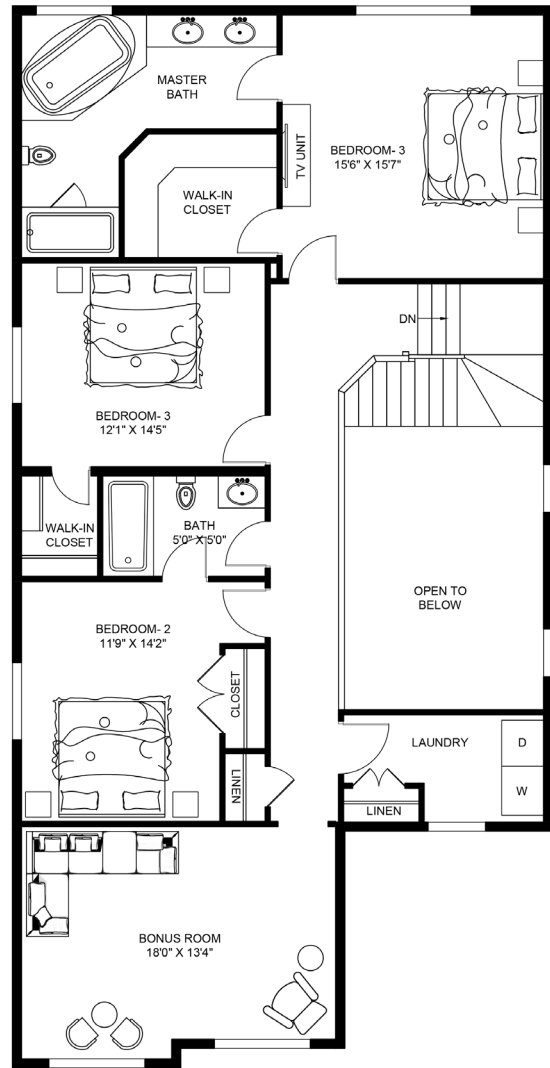 MASTER
BATH
BEDROOM- 3
15'6" X 15'7"
TV UNIT
WALK-IN
CLOSET
DN
BEDROOM- 3
12'1" X 14'5"
WALK-IN
CLOSET
BATH
5'0" X 5'0"
OPEN TO
BELOW
BEDROOM- 2
11'9" X 14'2"
CLOSET
LINEN
LAUNDRY
D
W
LINEN
BONUS ROOM
18'0" X 13'4"